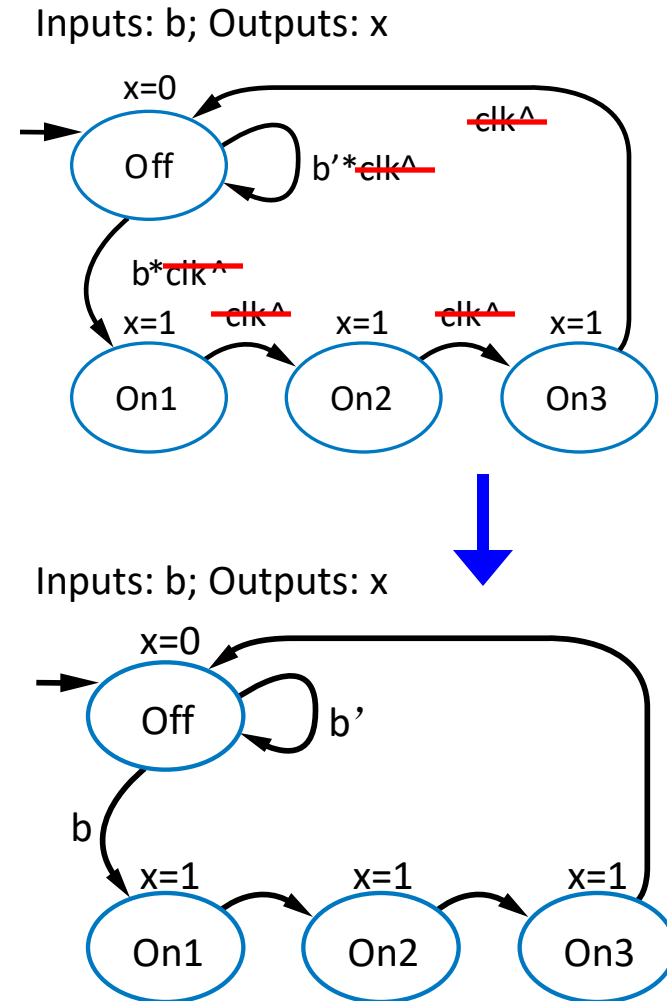 Inputs: b; Outputs: x
x=0
clk^
Off
b’*clk^
b*clk^
x=1
clk^
x=1
clk^
x=1
On1
On2
On3
Inputs: b; Outputs: x
x=0
Off
b’
b
x=1
x=1
x=1
On1
On2
On3